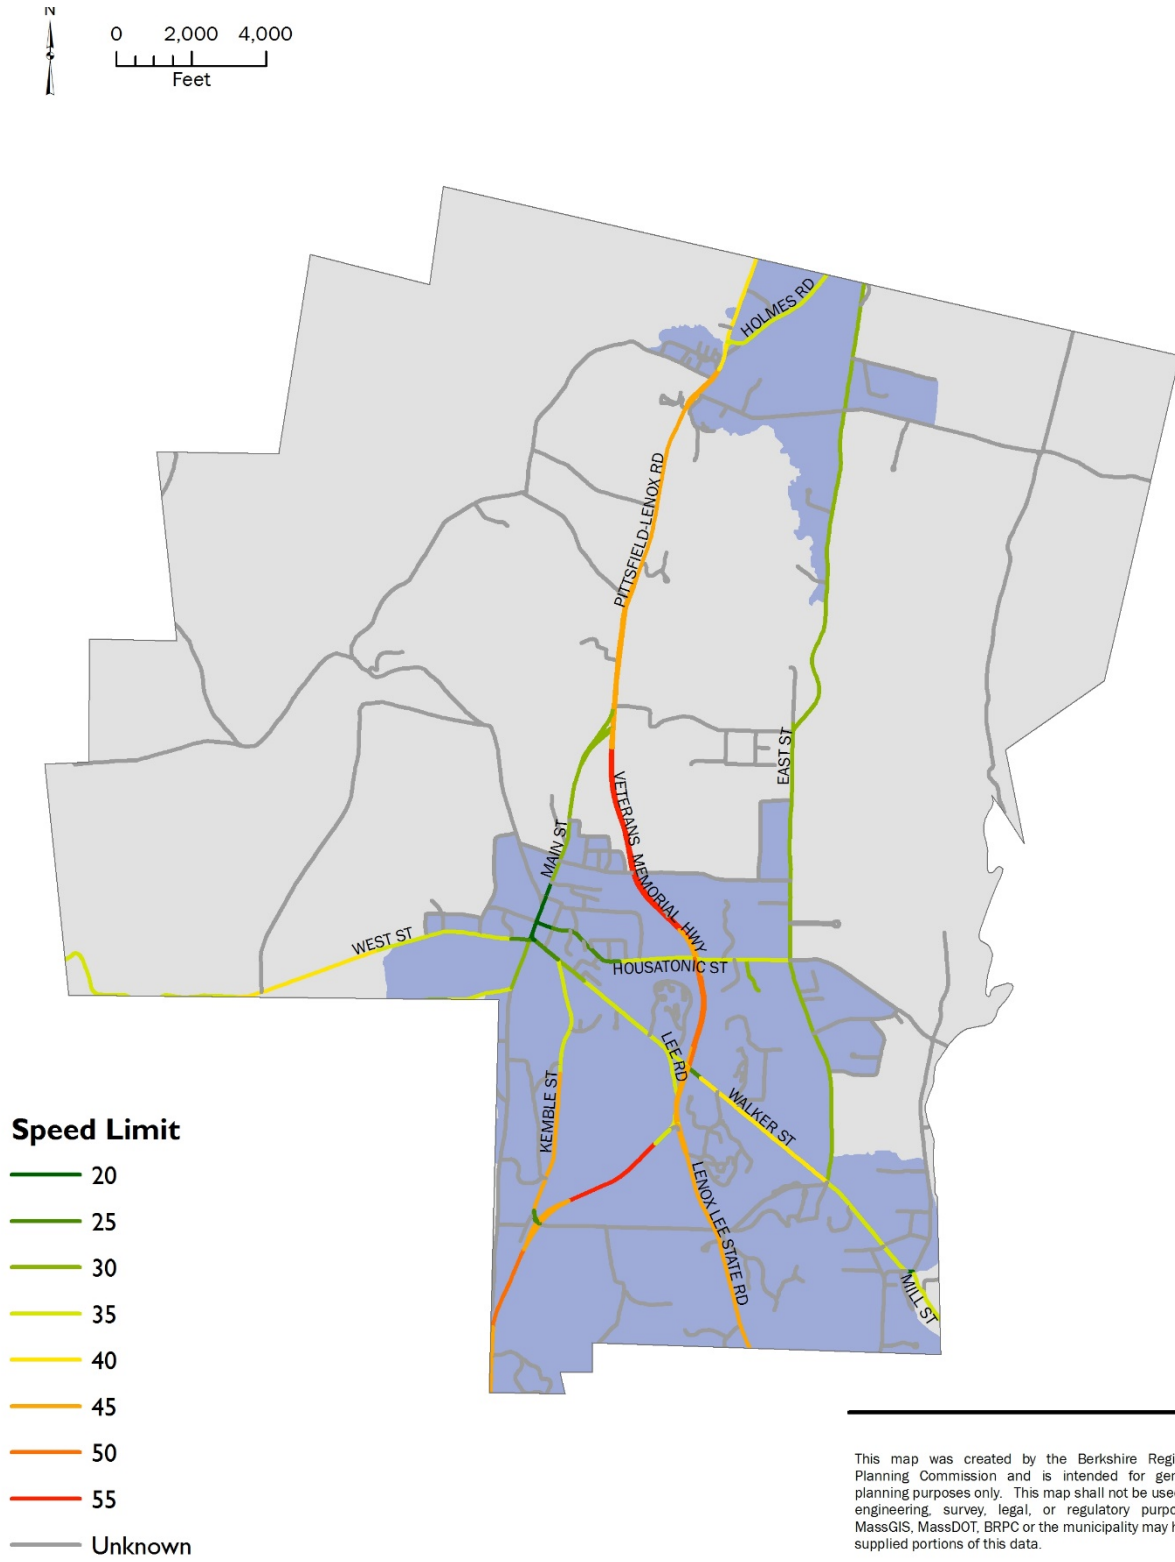 N
0 2,000 4,000
Feet
HOLMES RD
PITTSFIELD-LENOX RD
EAST ST
VETERANS MEMORIAL HWY
MAIN ST
WEST ST
HOUSATONIC ST
LEE RD
KEMBLE ST
WALKER ST
LENOX LEE STATE RD
MILL ST
Speed Limit
20
25
30
35
40
45
50
55
Unknown
This map was created by the Berkshire Regi
Planning Commission and is intended for ger
planning purposes only. This map shall not be use
engineering, survey, legal, or regulatory purpo
MassGIS, MassDOT, BRPC or the municipality may h
supplied portions of this data.